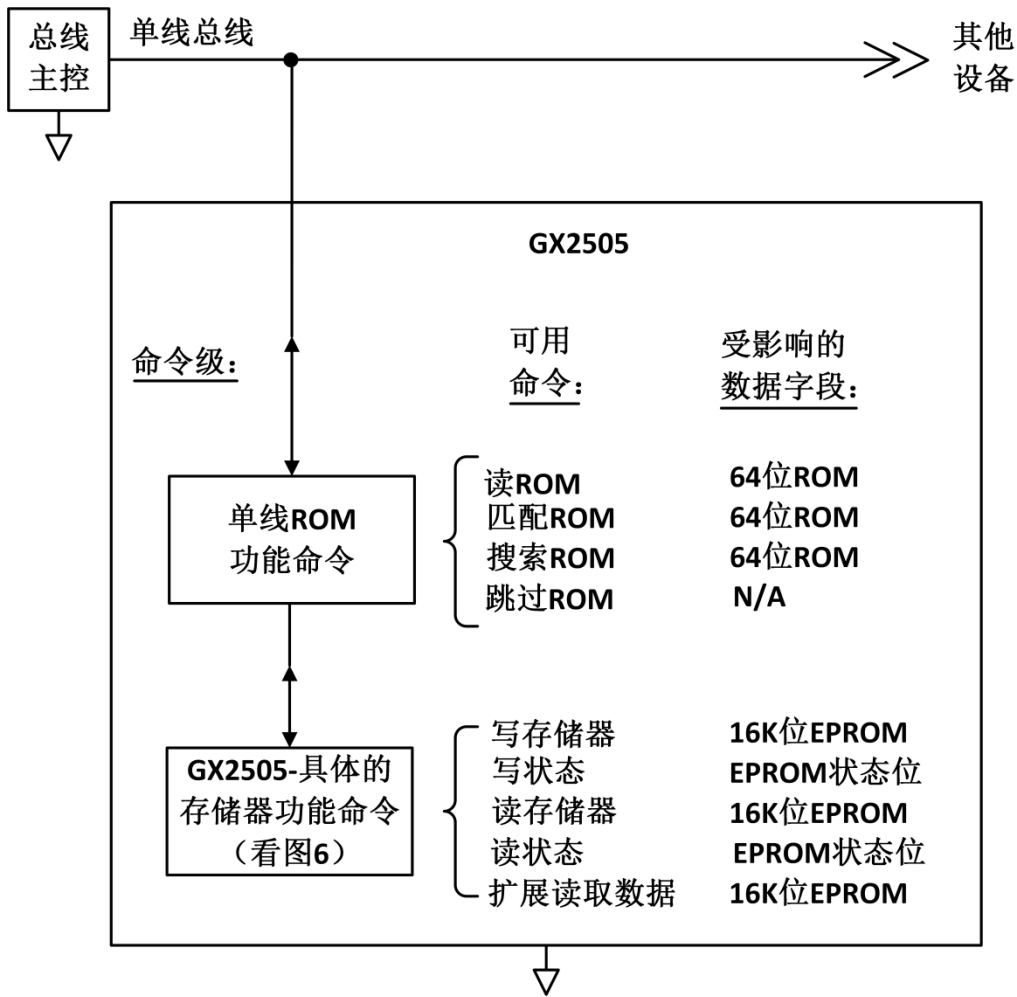 总线
主控
单线总线
其他
设备
GX2505
命令级：
可用
命令：
受影响的
数据字段：
单线ROM
功能命令
读ROM 64位ROM
匹配ROM 64位ROM
搜索ROM 64位ROM
跳过ROM N/A
GX2505-具体的
存储器功能命令
（看图6）
写存储器 16K位EPROM
写状态 EPROM状态位
读存储器 16K位EPROM
读状态 EPROM状态位
扩展读取数据 16K位EPROM